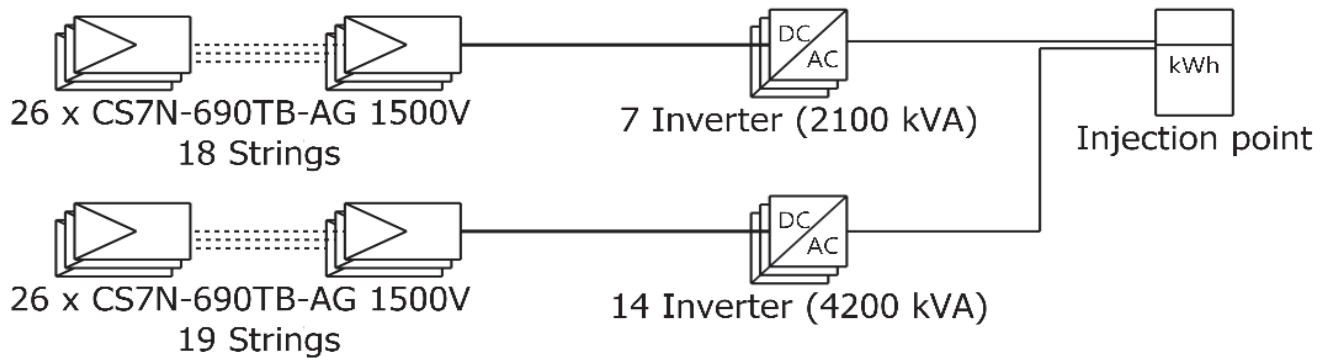 DC
AC
kWh
26 x CS7N-690TB-AG 1500V
18 Strings
7 Inverter (2100 kVA)
Injection point
DC
AC
26 x CS7N-690TB-AG 1500V
19 Strings
14 Inverter (4200 kVA)